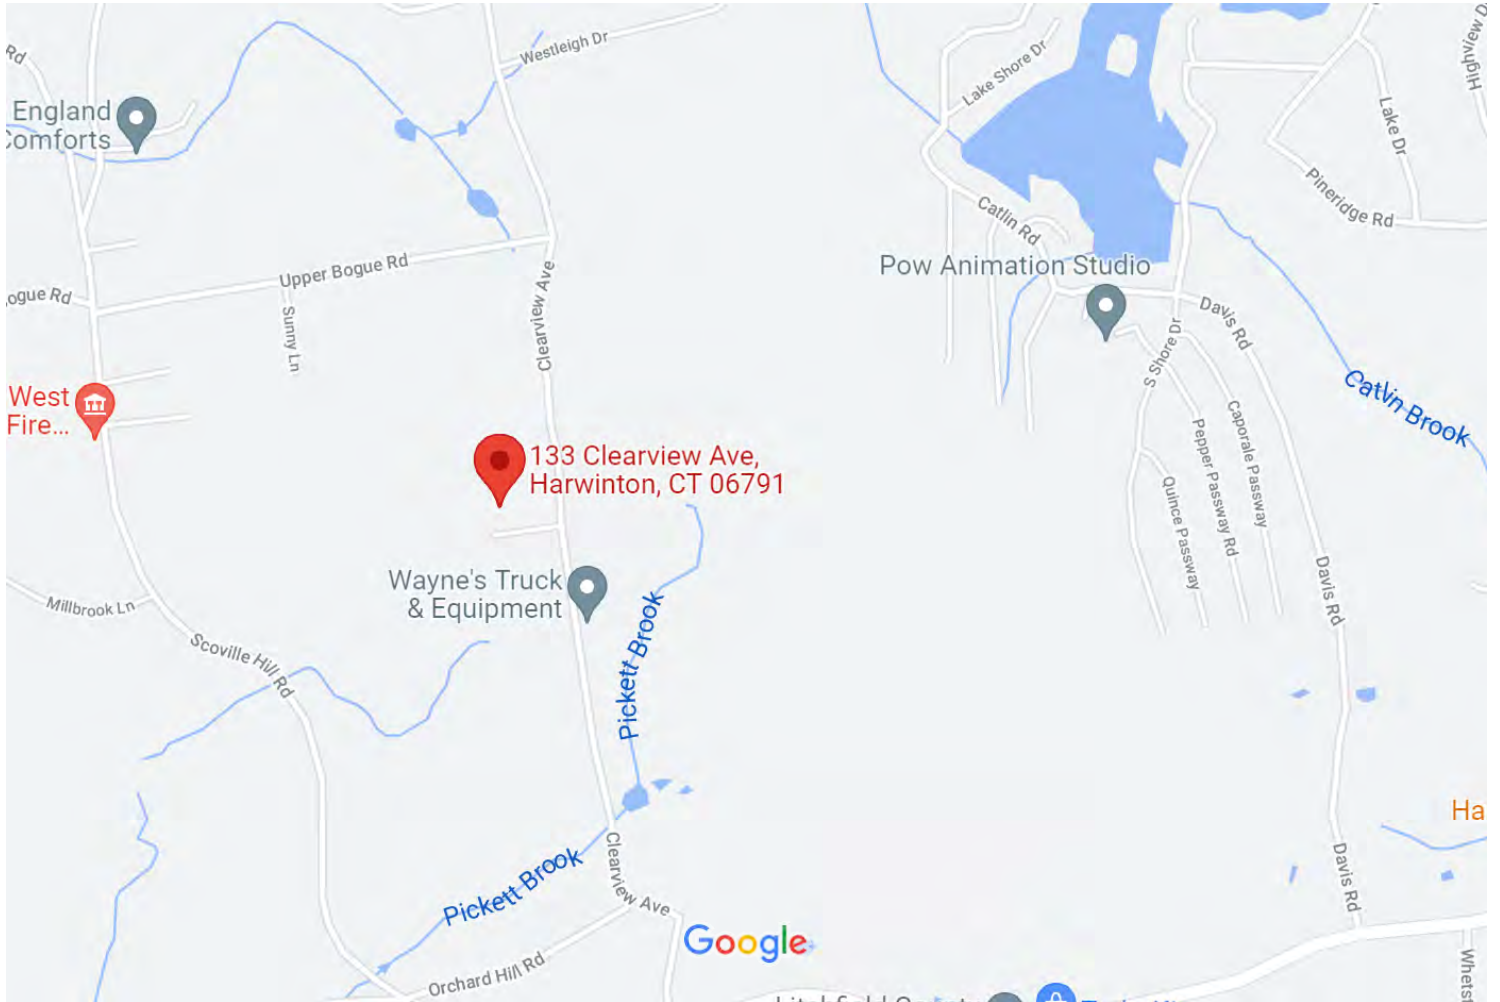 Rd
Westleigh Dr
Lake Shore Dr
Highview D
England
Comforts
Lake Dr
Pineridge Rd
Catlin Rd
Upper Bogue Rd
Pow Animation Studio
ogue Rd
Sunny Ln
Clearview Ave
Davis Rd
S Shore Dr
West
Fire...
Catlin Brook
Caporale Passway
Pepper Passway Rd
133 Clearview Ave,
Harwinton, CT 06791
Quince Passway
Wayne's Truck
& Equipment
Davis Rd
Millbrook Ln
Pickett Brook
Scoville Hill Rd
Ha
Clearview Ave
Davis Rd
Pickett Brook
Google
Orchard Hill Rd
Whetst